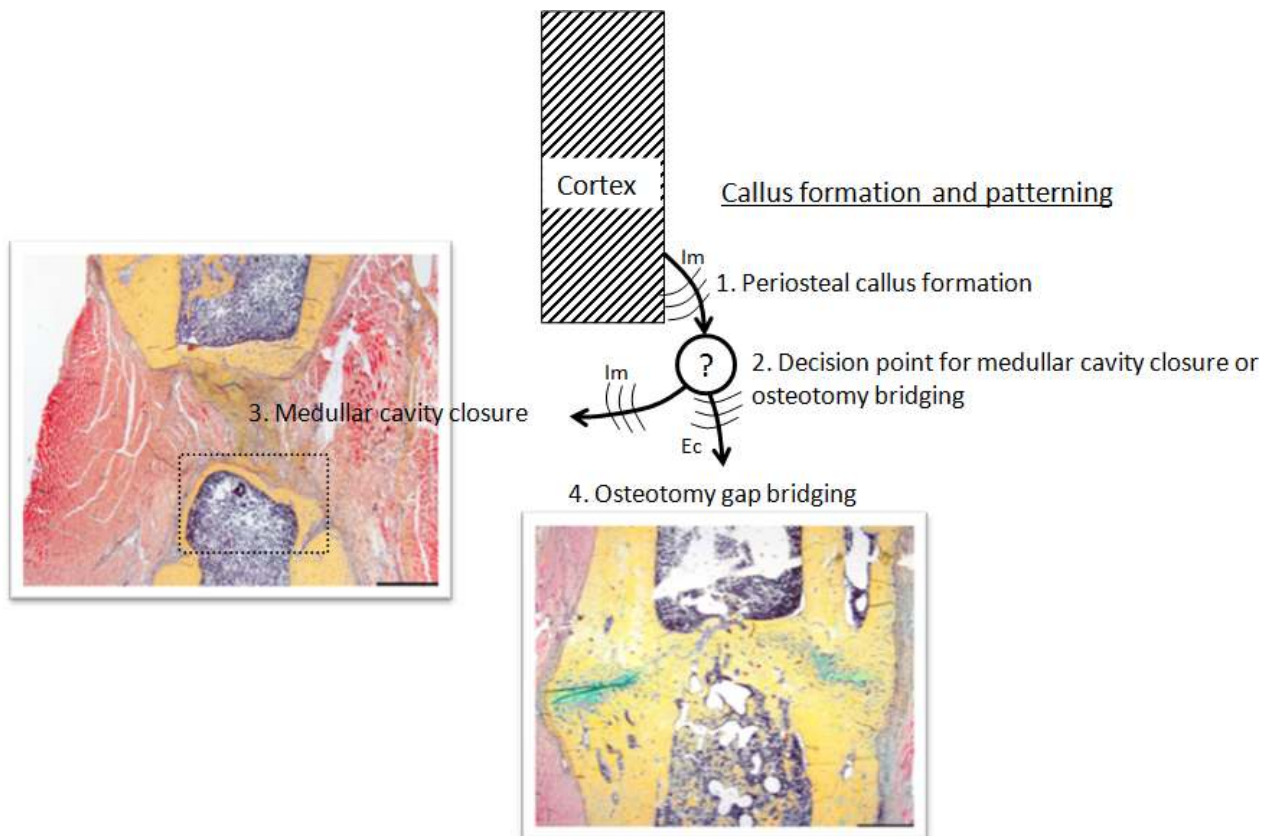 Cortex
Callus formation and patterning
Im
1. Periosteal callus formation
?
2. Decision point for medullar cavity closure or
osteotomy bridging
Im
3. Medullar cavity closure
Ec
4. Osteotomy gap bridging